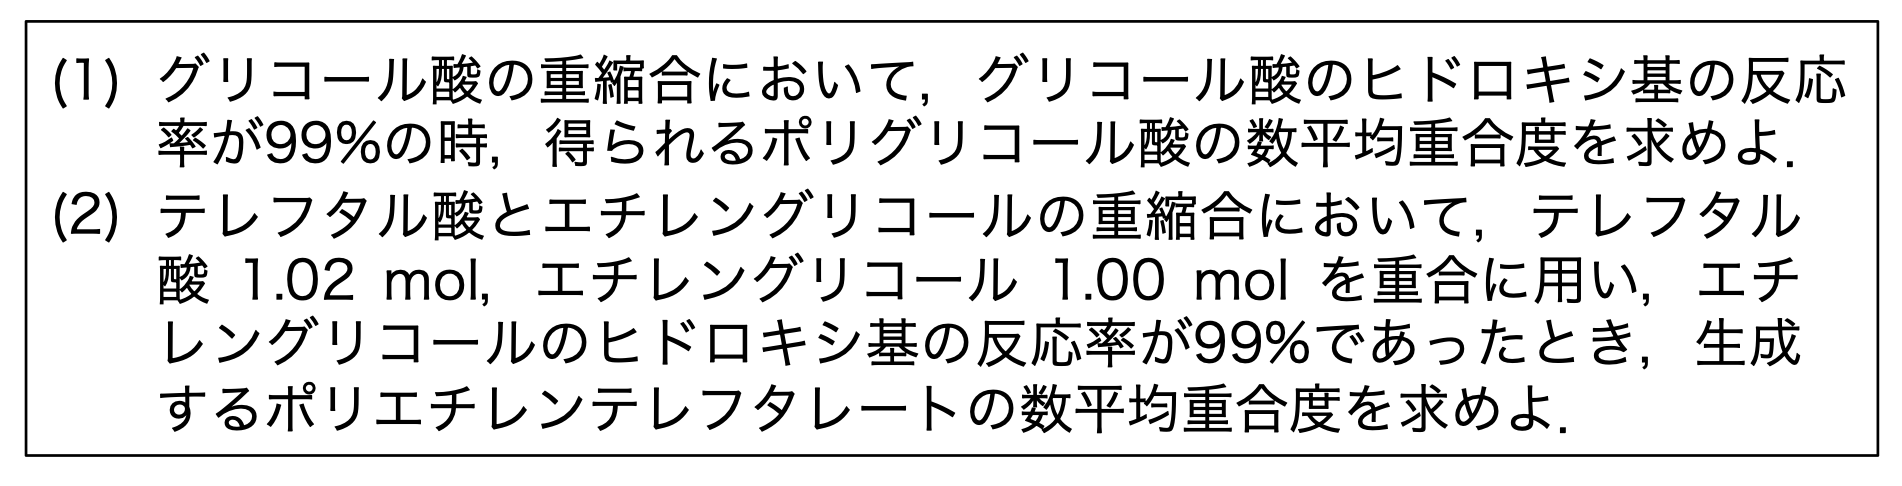 (1) グリコール酸の重縮合において，グリコール酸のヒドロキシ基の反応
率が99%の時，得られるポリグリコール酸の数平均重合度を求めよ．
(2) テレフタル酸とエチレングリコールの重縮合において，テレフタル
酸 1.02 mol，エチレングリコール 1.00 mol を重合に用い，エチ
レングリコールのヒドロキシ基の反応率が99%であったとき，生成
するポリエチレンテレフタレートの数平均重合度を求めよ．